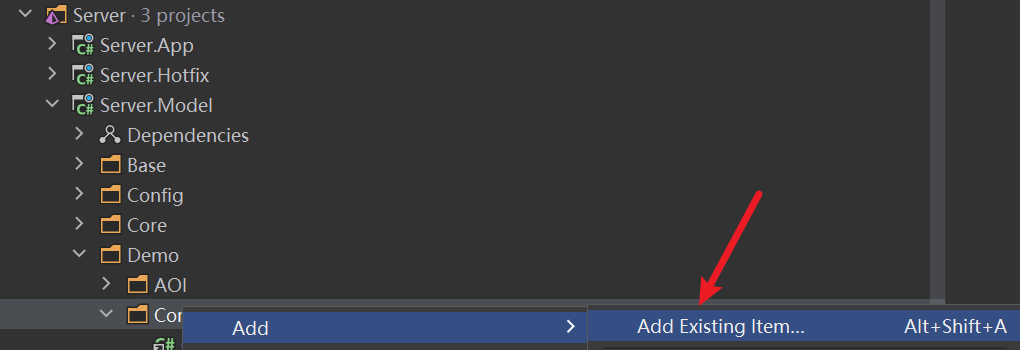 Server · 3 projects
C# Server.App
C# Server.Hotfix
C# Server.Model
Dependencies
Base
Config
Core
Demo
AOI
Add
Add Existing Item... Alt+Shift+A
C#